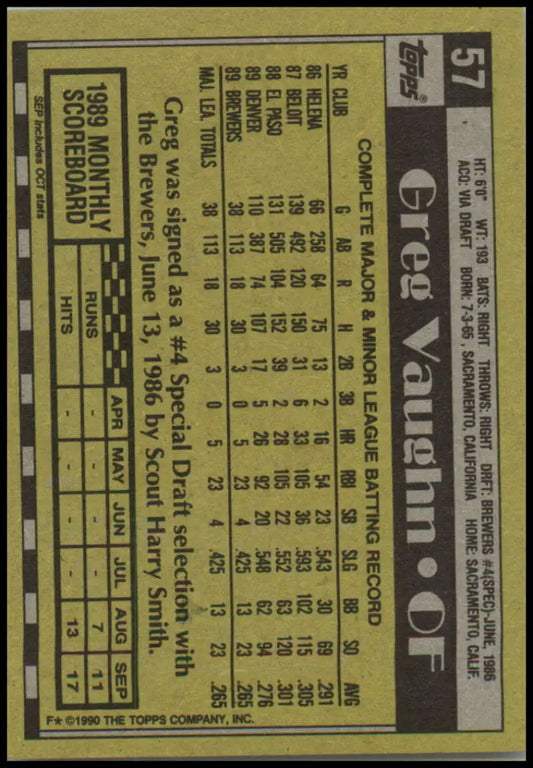 57
HT: 6'0" WT: 193 BATS: RIGHT THROWS: RIGHT DRFT: BREWERS #4(SPEC)-JUNE, 1986
ACQ: VIA DRAFT BORN: 7-3-65, SACRAMENTO, CALIFORNIA HOME: SACRAMENTO, CALIF.
TOPPS®
Greg Vaughn • OF
COMPLETE MAJOR & MINOR LEAGUE BATTING RECORD
YR CLUB G AB R H 2B 3B HR RBI SB SLG BB SO AVG
86 HELENA 66 258 64 75 13 2 16 54 23 .543 30 69 .291
87 BELOIT 139 492 120 150 31 6 33 105 36 .593 102 115 .305
88 EL PASO 131 505 104 152 39 2 28 105 22 .552 63 120 .301
89 DENVER 110 387 74 107 17 5 26 92 20 .548 62 94 .276
89 BREWERS 38 113 18 30 3 0 5 23 4 .425 13 23 .265
MAJ. LEA. TOTALS 38 113 18 30 3 0 5 23 4 .425 13 23 .265
Greg was signed as a #4 Special Draft selection with
the Brewers, June 13, 1986 by Scout Harry Smith.
1989 MONTHLY
SCOREBOARD
APR MAY JUN JUL AUG SEP
RUNS - - - - 7 11
HITS - - - - 13 17
SEP includes OCT stats
F* ©1990 THE TOPPS COMPANY, INC.